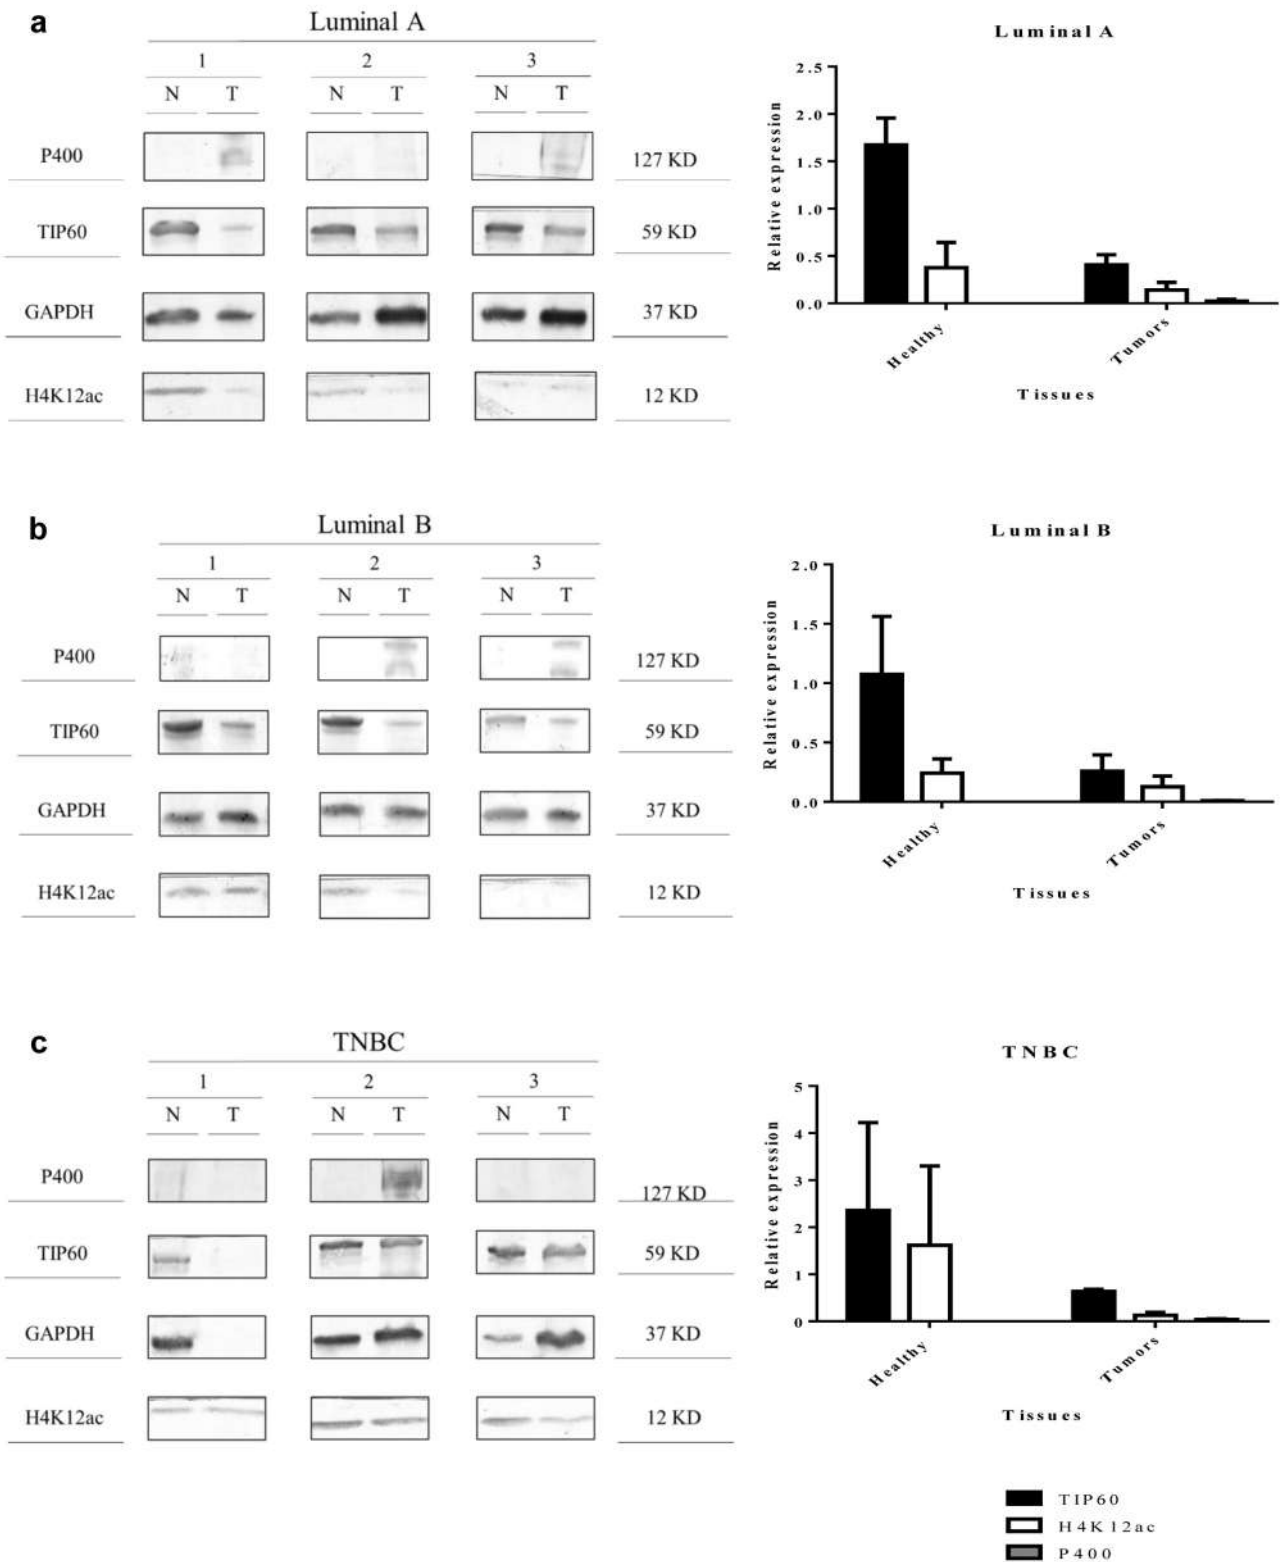 a
Luminal A
1 2 3
N T N T N T
P400 127 KD
TIP60 59 KD
GAPDH 37 KD
H4K12ac 12 KD
Luminal A
2.5
2.0
1.5
1.0
0.5
0.0
Relative expression
Healthy
Tumors
Tissues
b
Luminal B
1 2 3
N T N T N T
P400 127 KD
TIP60 59 KD
GAPDH 37 KD
H4K12ac 12 KD
Luminal B
2.0
1.5
1.0
0.5
0.0
Relative expression
Healthy
Tumors
Tissues
c
TNBC
1 2 3
N T N T N T
P400 127 KD
TIP60 59 KD
GAPDH 37 KD
H4K12ac 12 KD
TNBC
5
4
3
2
1
0
Relative expression
Healthy
Tumors
Tissues
TIP60
H4K12ac
P400